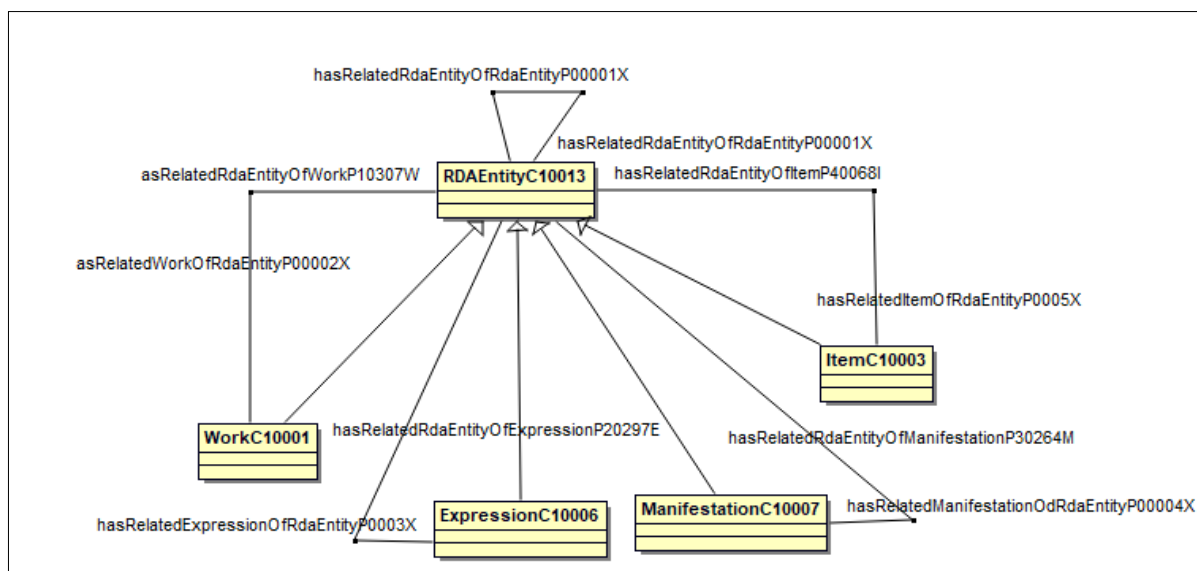 hasRelatedRdaEntityOfRdaEntityP00001X
hasRelatedRdaEntityOfRdaEntityP00001X
asRelatedRdaEntityOfWorkP10307W
RDAEntityC10013
hasRelatedRdaEntityOfItemP40068I
asRelatedWorkOfRdaEntityP00002X
hasRelatedItemOfRdaEntityP0005X
ItemC10003
WorkC10001
hasRelatedRdaEntityOfExpressionP20297E
hasRelatedRdaEntityOfManifestationP30264M
ExpressionC10006
ManifestationC10007
hasRelatedManifestationOdRdaEntityP00004X
hasRelatedExpressionOfRdaEntityP0003X